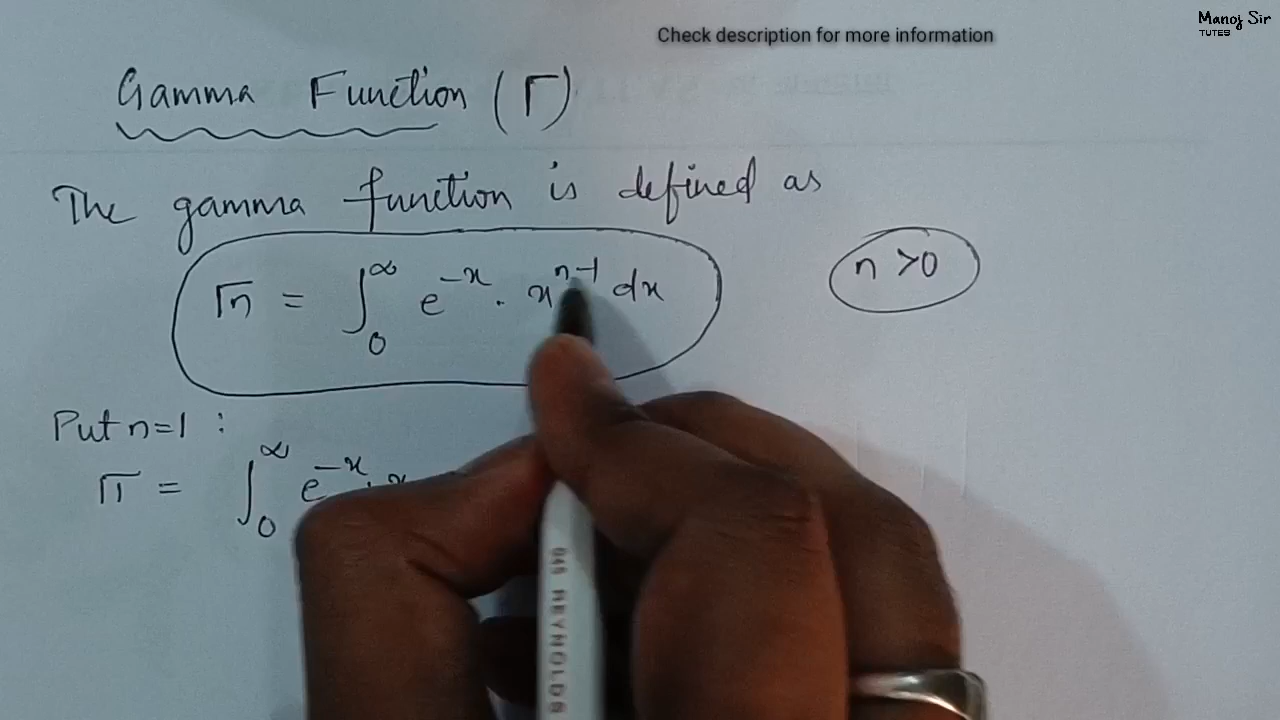 Manoj Sir
TUTES
Check description for more information
Gamma Function (Γ)
The gamma function is defined as
Γn = ∫₀^∞ e^-x . x^n-1 dx
n >0
Put n=1 :
Γ1 = ∫₀^∞ e^-x . x
045 REYNOLDS